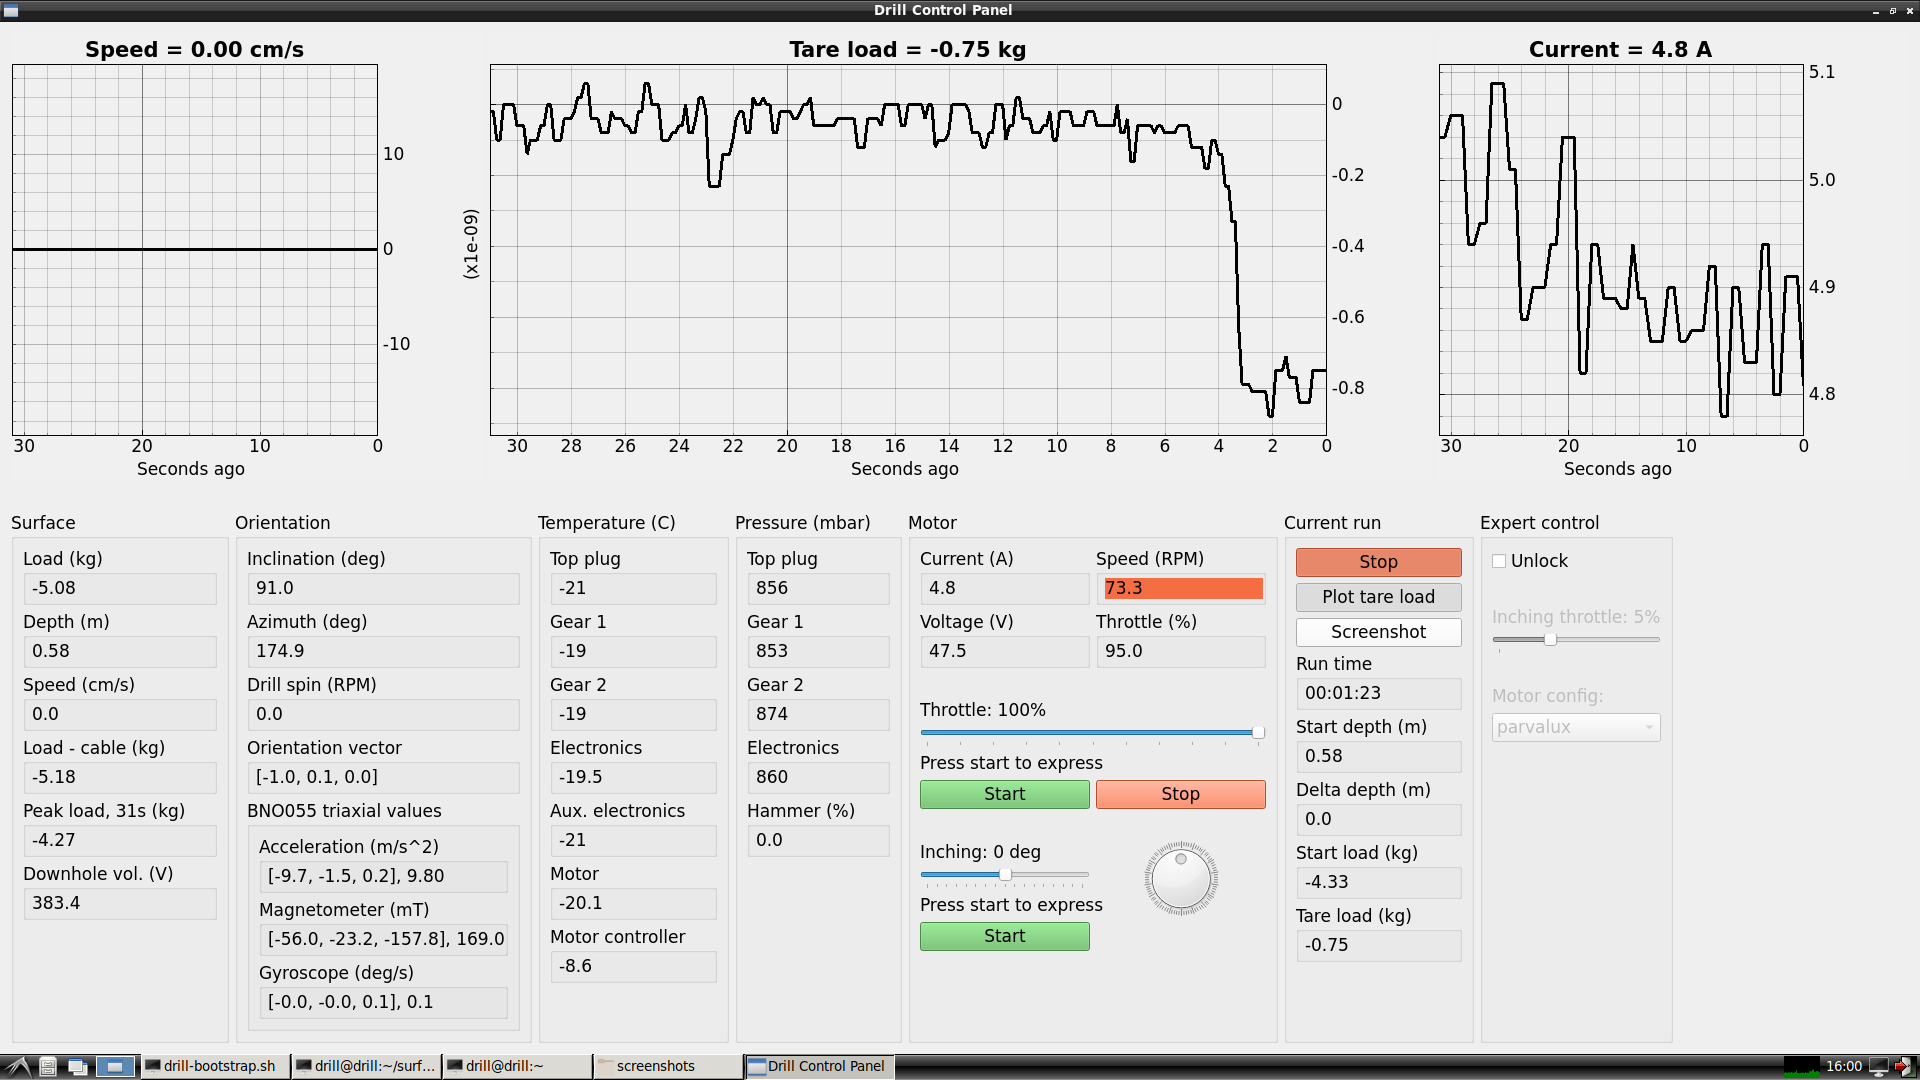 Drill Control Panel
Speed = 0.00 cm/s
10
0
-10
30 20 10 0
Seconds ago
Tare load = -0.75 kg
(x1e-09)
0
-0.2
-0.4
-0.6
-0.8
30 28 26 24 22 20 18 16 14 12 10 8 6 4 2 0
Seconds ago
Current = 4.8 A
5.1
5.0
4.9
4.8
30 20 10 0
Seconds ago
Surface
Load (kg)
-5.08
Depth (m)
0.58
Speed (cm/s)
0.0
Load - cable (kg)
-5.18
Peak load, 31s (kg)
-4.27
Downhole vol. (V)
383.4
Orientation
Inclination (deg)
91.0
Azimuth (deg)
174.9
Drill spin (RPM)
0.0
Orientation vector
[-1.0, 0.1, 0.0]
BNO055 triaxial values
Acceleration (m/s^2)
[-9.7, -1.5, 0.2], 9.80
Magnetometer (mT)
[-56.0, -23.2, -157.8], 169.0
Gyroscope (deg/s)
[-0.0, -0.0, 0.1], 0.1
Temperature (C)
Top plug
-21
Gear 1
-19
Gear 2
-19
Electronics
-19.5
Aux. electronics
-21
Motor
-20.1
Motor controller
-8.6
Pressure (mbar)
Top plug
856
Gear 1
853
Gear 2
874
Electronics
860
Hammer (%)
0.0
Motor
Current (A) Speed (RPM)
4.8 73.3
Voltage (V) Throttle (%)
47.5 95.0
Throttle: 100%
Press start to express
Start Stop
Inching: 0 deg
Press start to express
Start
Current run
Stop
Plot tare load
Screenshot
Run time
00:01:23
Start depth (m)
0.58
Delta depth (m)
0.0
Start load (kg)
-4.33
Tare load (kg)
-0.75
Expert control
Unlock
Inching throttle: 5%
Motor config:
parvalux
drill-bootstrap.sh drill@drill:~/surf... drill@drill:~ screenshots Drill Control Panel 16:00